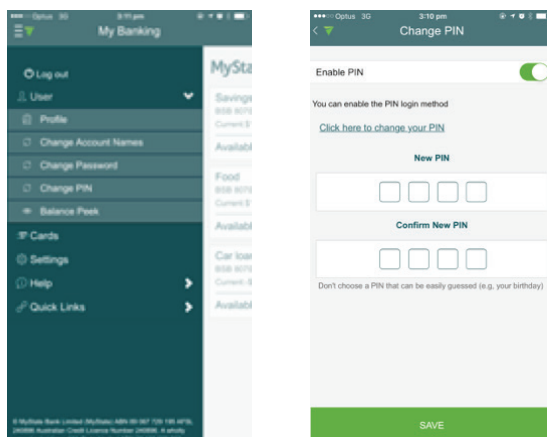 Optus 3G 3:11 pm
My Banking
Log out
User
Profile
Change Account Names
Change Password
Change PIN
Balance Peek
Cards
Settings
Help
Quick Links
MySta
Savings
Availabl
Food
Availabl
Car loan
Availabl
Optus 3G 3:10 pm
Change PIN
Enable PIN
You can enable the PIN login method
Click here to change your PIN
New PIN
Confirm New PIN
Don't choose a PIN that can be easily guessed (e.g, your birthday)
SAVE